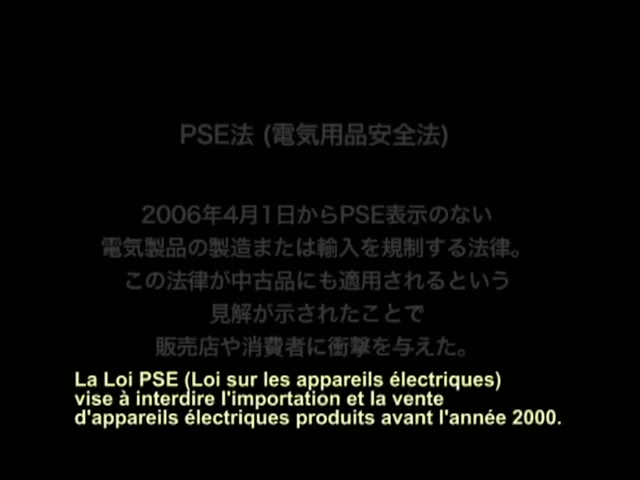 PSE法 (電気用品安全法)
2006年4月1日からPSE表示のない
電気製品の製造または輸入を規制する法律。
この法律が中古品にも適用されるという
見解が示されたことで
販売店や消費者に衝撃を与えた。
La Loi PSE (Loi sur les appareils électriques)
vise à interdire l'importation et la vente
d'appareils électriques produits avant l'année 2000.